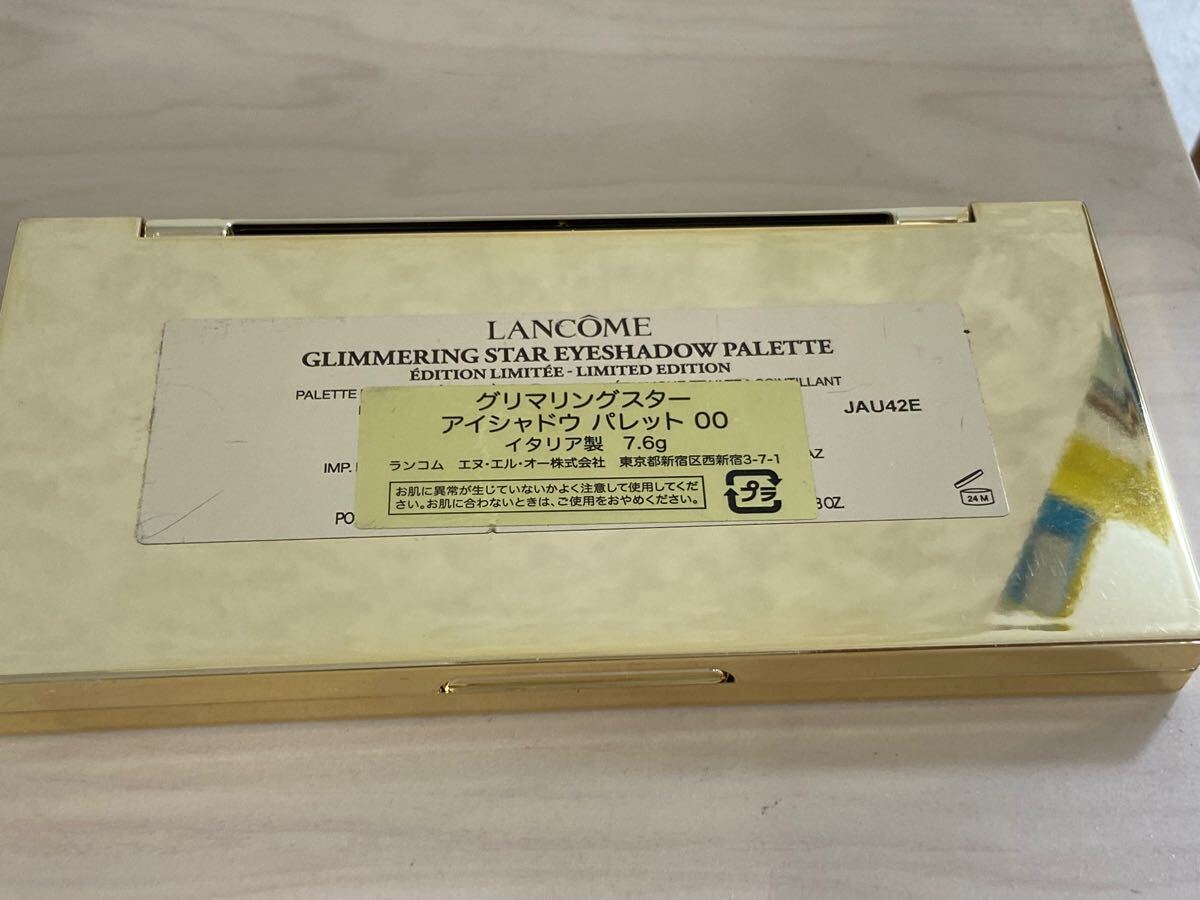 LANCÔME
GLIMMERING STAR EYESHADOW PALETTE
ÉDITION LIMITÉE - LIMITED EDITION
PALETTE
JAU42E
グリマリングスター
アイシャドウ パレット 00
イタリア製 7.6g
IMP.
ランコム エヌ・エル・オー株式会社 東京都新宿区西新宿3-7-1
お肌に異常が生じていないかよく注意して使用してくだ
さい。お肌に合わないときは、ご使用をおやめください。
プラ
24 M
OZ.